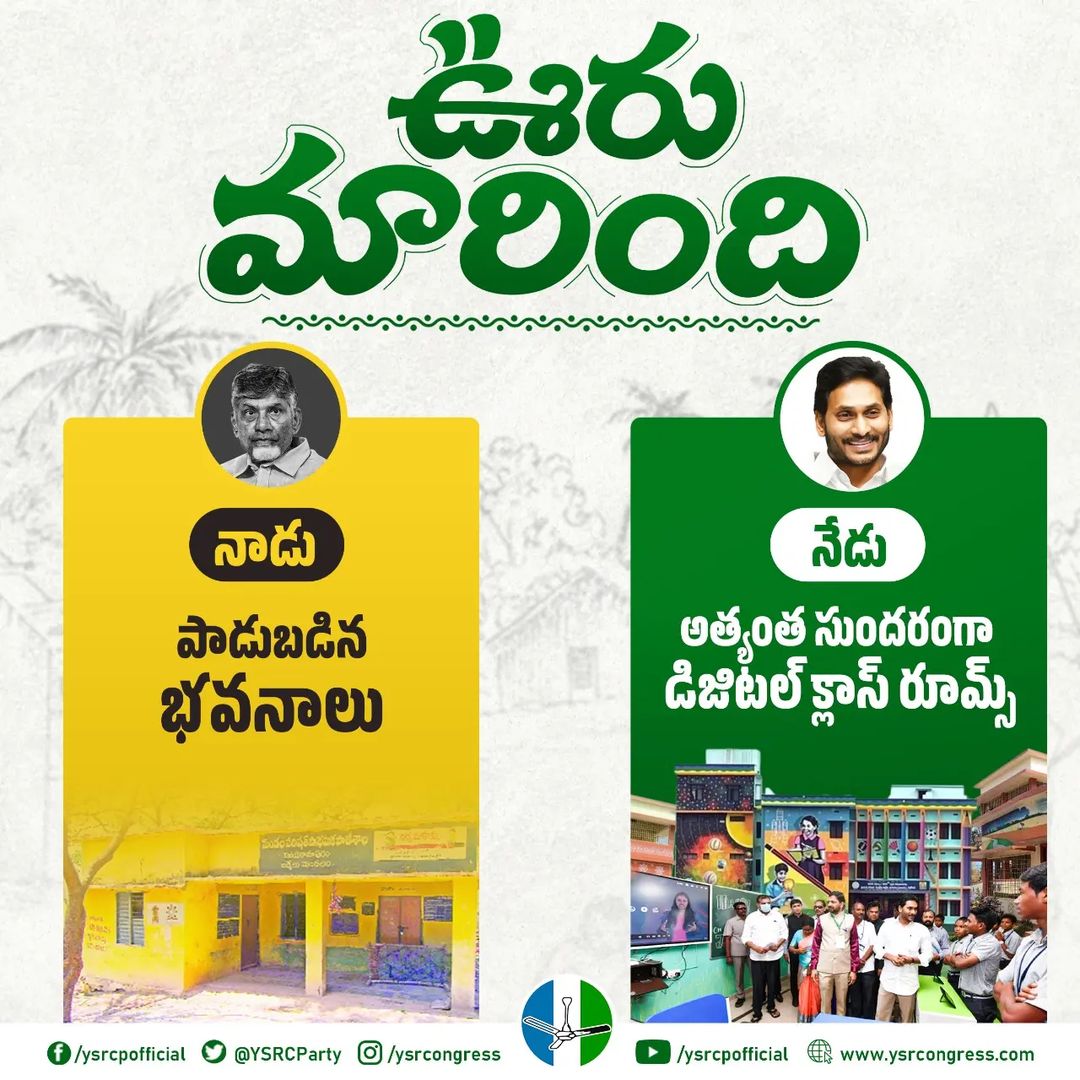 ఊరు
మారింది
నాడు
పాడుబడిన
భవనాలు
నేడు
అత్యంత సుందరంగా
డిజిటల్ క్లాస్ రూమ్స్
/ysrcpofficial
@YSRCParty
/ysrcongress
/ysrcpofficial
www.ysrcongress.com